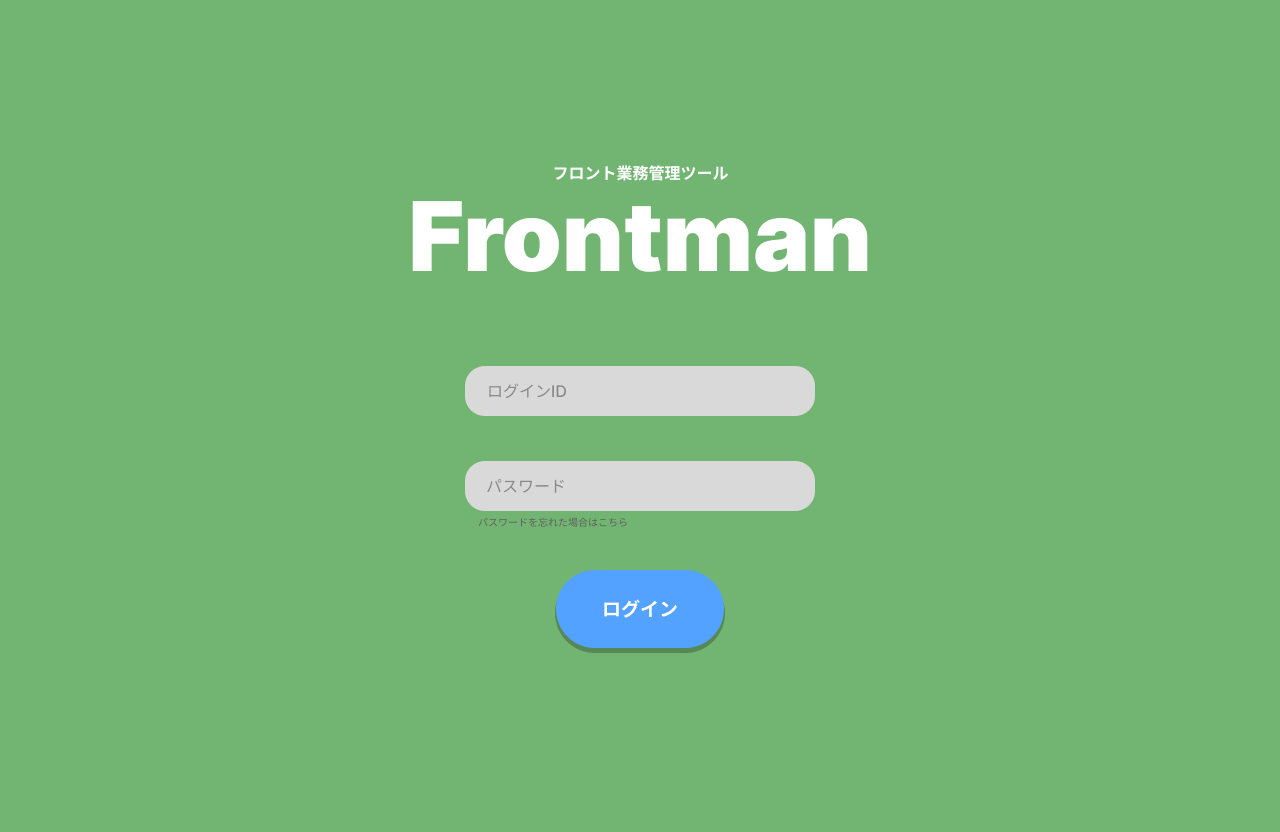 フロント業務管理ツール
Frontman
ログインID
パスワード
パスワードを忘れた場合はこちら
ログイン